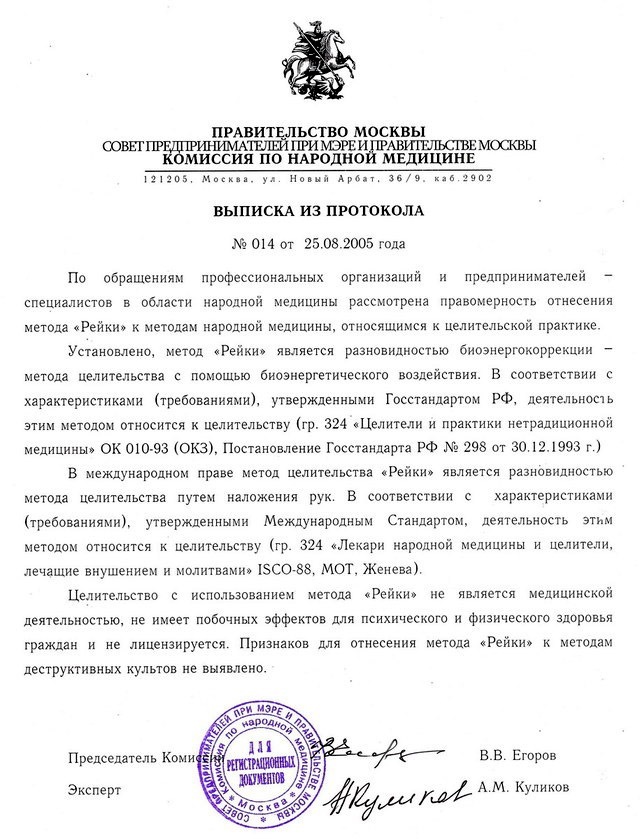 ПРАВИТЕЛЬСТВО МОСКВЫ
СОВЕТ ПРЕДПРИНИМАТЕЛЕЙ ПРИ МЭРЕ И ПРАВИТЕЛЬСТВЕ МОСКВЫ
КОМИССИЯ ПО НАРОДНОЙ МЕДИЦИНЕ
121205, Москва, ул. Новый Арбат, 36/9, каб.2902
ВЫПИСКА ИЗ ПРОТОКОЛА
№ 014 от 25.08.2005 года
По обращениям профессиональных организаций и предпринимателей –
специалистов в области народной медицины рассмотрена правомерность отнесения
метода «Рейки» к методам народной медицины, относящимся к целительской практике.
Установлено, метод «Рейки» является разновидностью биоэнергокоррекции –
метода целительства с помощью биоэнергетического воздействия. В соответствии с
характеристиками (требованиями), утвержденными Госстандартом РФ, деятельность
этим методом относится к целительству (гр. 324 «Целители и практики нетрадиционной
медицины» ОК 010-93 (ОКЗ), Постановление Госстандарта РФ № 298 от 30.12.1993 г.)
В международном праве метод целительства «Рейки» является разновидностью
метода целительства путем наложения рук. В соответствии с характеристиками
(требованиями), утвержденными Международным Стандартом, деятельность этим
методом относится к целительству (гр. 324 «Лекари народной медицины и целители,
лечащие внушением и молитвами» ISCO-88, МОТ, Женева).
Целительство с использованием метода «Рейки» не является медицинской
деятельностью, не имеет побочных эффектов для психического и физического здоровья
граждан и не лицензируется. Признаков для отнесения метода «Рейки» к методам
деструктивных культов не выявлено.
СОВЕТ ПРЕДПРИНИМАТЕЛЕЙ ПРИ МЭРЕ И ПРАВИТЕЛЬСТВЕ МОСКВЫ
Комиссия по народной медицине
* Москва *
ДЛЯ
РЕГИСТРАЦИОННЫХ
ДОКУМЕНТОВ
Председатель Комиссии В.В. Егоров
Эксперт А.Куликов А.М. Куликов